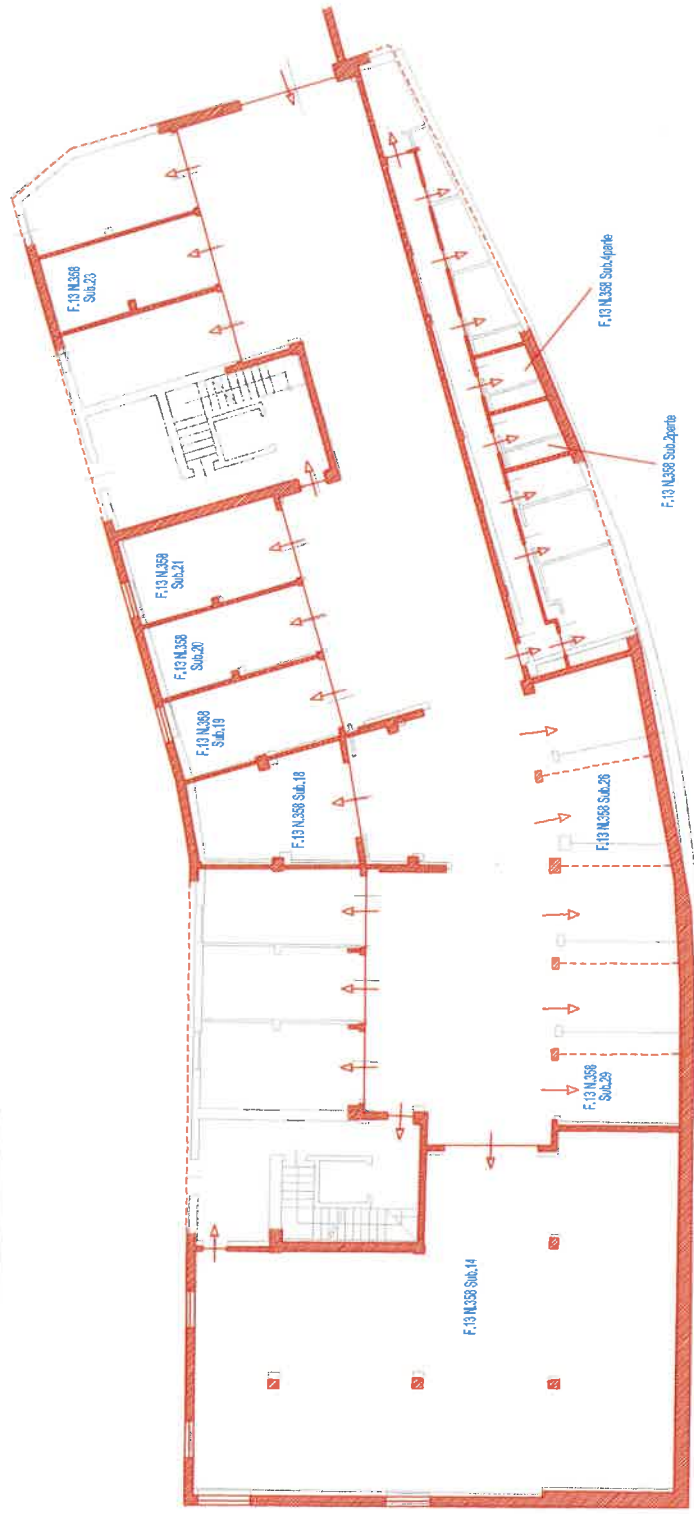 F.13 N.358
Sub.23
F.13 N.358 Sub.4parte
F.13 N.358 Sub.2parte
F.13 N.358
Sub.21
F.13 N.358
Sub.20
F.13 N.358
Sub.19
F.13 N.358 Sub.18
F.13 N.358 Sub.26
F.13 N.358
Sub.29
F.13 N.358 Sub.14